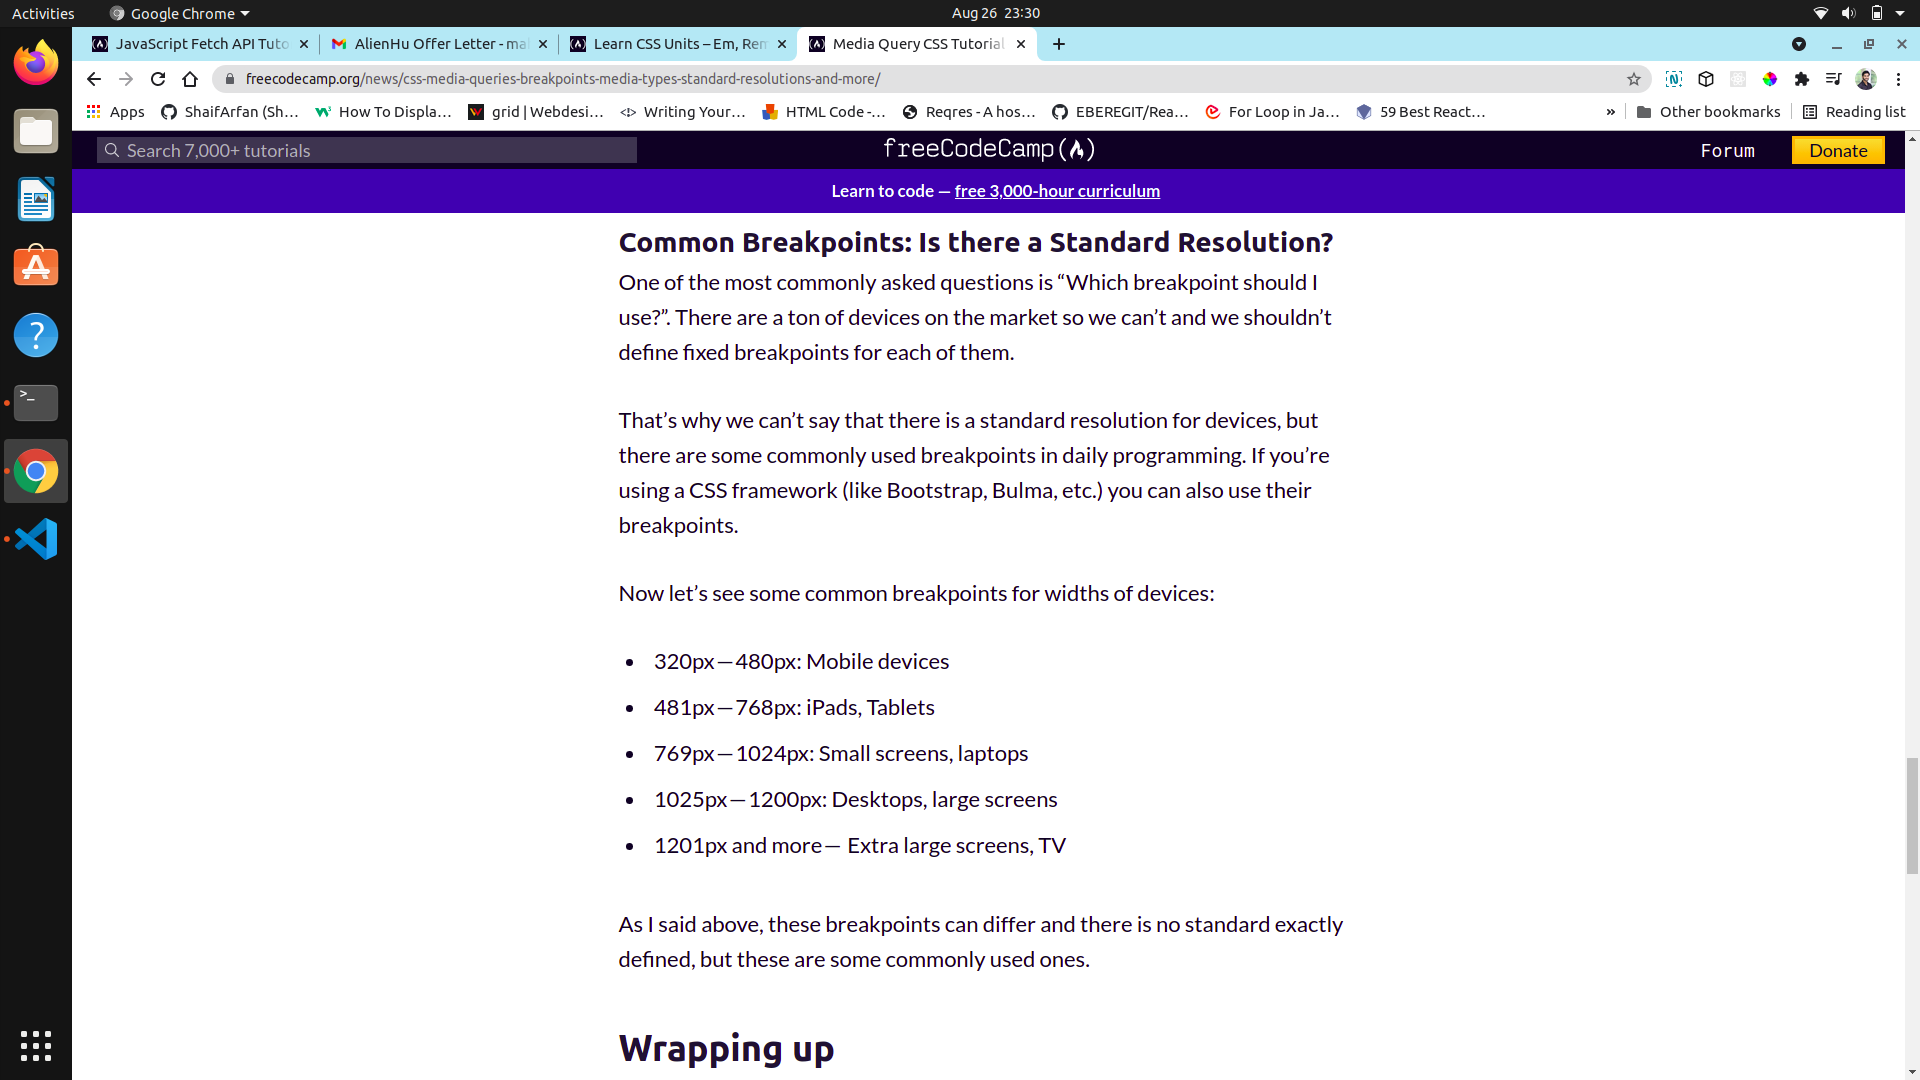 Activities
Google Chrome
Aug 26 23:30
JavaScript Fetch API Tuto
AlienHu Offer Letter - ma
Learn CSS Units – Em, Rem
Media Query CSS Tutorial
freecodecamp.org/news/css-media-queries-breakpoints-media-types-standard-resolutions-and-more/
Apps
ShaifArfan (Sh...
How To Displa...
grid | Webdesi...
Writing Your...
HTML Code -...
Reqres - A hos...
EBEREGIT/Rea...
For Loop in Ja...
59 Best React...
»
Other bookmarks
Reading list
Search 7,000+ tutorials
freeCodeCamp
Forum
Donate
Learn to code — free 3,000-hour curriculum
Common Breakpoints: Is there a Standard Resolution?
One of the most commonly asked questions is “Which breakpoint should I
use?”. There are a ton of devices on the market so we can’t and we shouldn’t
define fixed breakpoints for each of them.
That’s why we can’t say that there is a standard resolution for devices, but
there are some commonly used breakpoints in daily programming. If you’re
using a CSS framework (like Bootstrap, Bulma, etc.) you can also use their
breakpoints.
Now let’s see some common breakpoints for widths of devices:
• 320px — 480px: Mobile devices
• 481px — 768px: iPads, Tablets
• 769px — 1024px: Small screens, laptops
• 1025px — 1200px: Desktops, large screens
• 1201px and more — Extra large screens, TV
As I said above, these breakpoints can differ and there is no standard exactly
defined, but these are some commonly used ones.
Wrapping up